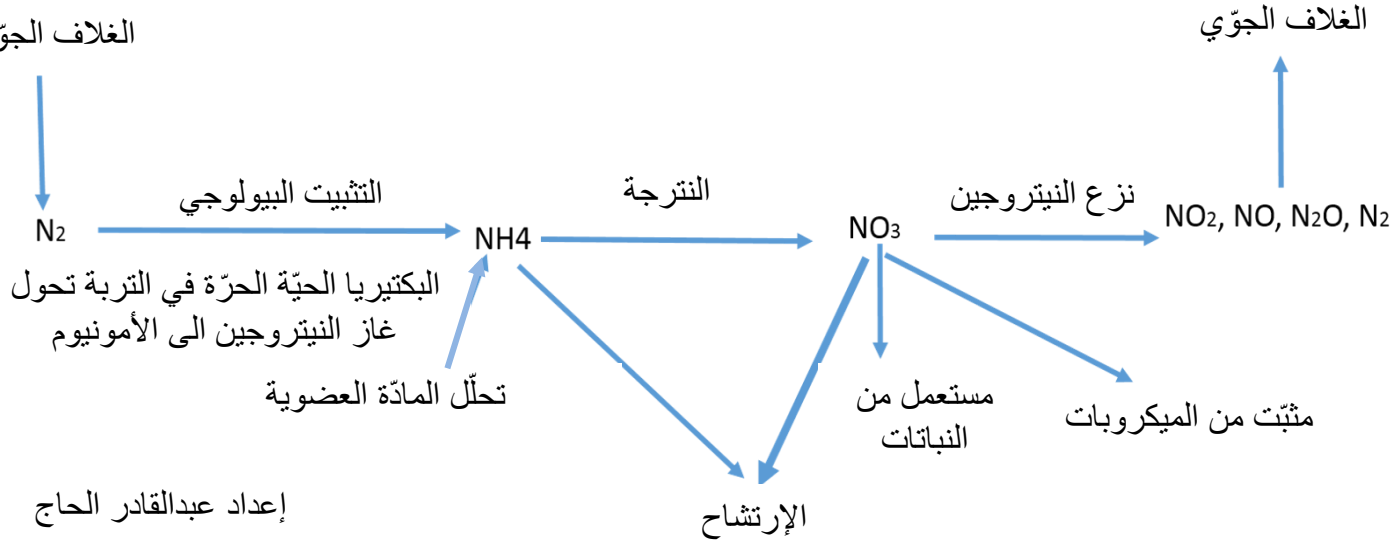 الغلاف الجوّي
الغلاف الجوّ
التثبيت البيولوجي
النترجة
نزع النيتروجين
N2
NH4
NO3
NO2, NO, N2O, N2
البكتيريا الحيّة الحرّة في التربة تحول
غاز النيتروجين الى الأمونيوم
تحلّل المادّة العضوية
مستعمل من
النباتات
مثبّت من الميكروبات
الإرتشاح
إعداد عبدالقادر الحاج